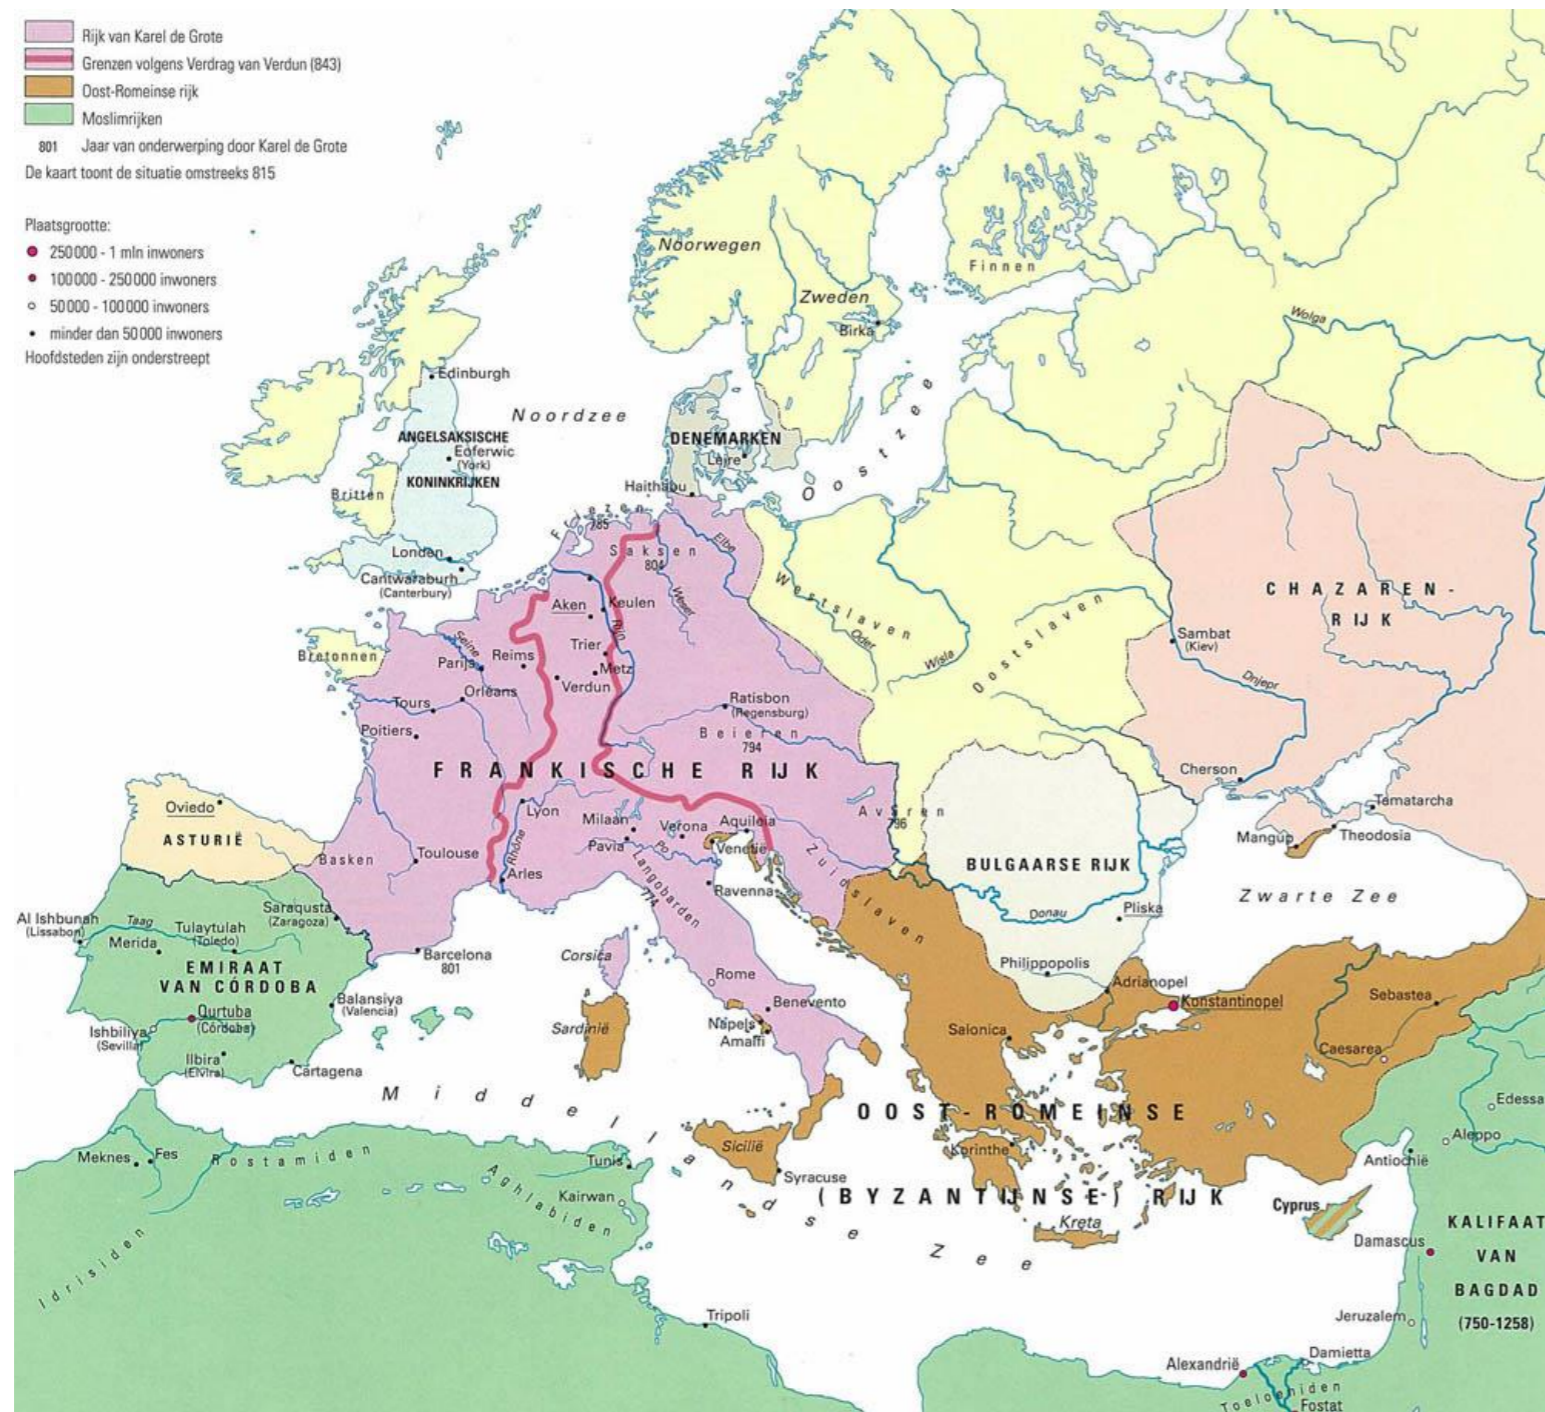 Rijk van Karel de Grote
Grenzen volgens Verdrag van Verdun (843)
Oost-Romeinse rijk
Moslimrijken
801 Jaar van onderwerping door Karel de Grote
De kaart toont de situatie omstreeks 815
Plaatsgrootte:
250 000 - 1 mln inwoners
100 000 - 250 000 inwoners
50 000 - 100 000 inwoners
minder dan 50 000 inwoners
Hoofdsteden zijn onderstreept
Noorwegen
Finnen
Zweden
Birka
Wolga
Edinburgh
Noordzee
Oostzee
ANGELSAKSISCHE
KONINKRIJKEN
Eoferwic
(York)
DENEMARKEN
Lejre
Haithabu
Britten
Londen
Cantwaraburh
(Canterbury)
Friezen
785
Saksen
804
Elbe
Weser
Westslaven
Oder
Wisla
Oostslaven
CHAZAREN-
RIJK
Sambat
(Kiev)
Dnjepr
Aken
Keulen
Rijn
Trier
Metz
Verdun
Reims
Seine
Parijs
Bretonnen
Orléans
Tours
Poitiers
Ratisbon
(Regensburg)
Beieren
794
FRANKISCHE RIJK
Cherson
Tamatarcha
Mangup
Theodosia
Oviedo
ASTURIË
Basken
Toulouse
Lyon
Rhône
Arles
Milaan
Pavia
Verona
Po
Aquileia
Venetië
Avaren
796
Zuidslaven
Langobarden
774
Ravenna
BULGAARSE RIJK
Donau
Pliska
Zwarte Zee
Al Ishbunah
(Lissabon)
Taag
Merida
Tulaytulah
(Toledo)
Saraqusta
(Zaragoza)
EMIRAAT
VAN CÓRDOBA
Barcelona
801
Balansiya
(Valencia)
Qurtuba
(Córdoba)
Ishbiliya
(Sevilla)
Ilbira
(Elvira)
Cartagena
Corsica
Sardinië
Rome
Benevento
Napels
Amalfi
Philippopolis
Adrianopel
Konstantinopel
Sebastea
Salonica
Caesarea
Edessa
Aleppo
Antiochië
Middellandse Zee
OOST-ROMEINSE
(BYZANTIJNSE) RIJK
Korinthe
Sicilië
Syracuse
Kreta
Cyprus
Damascus
KALIFAAT
VAN
BAGDAD
(750-1258)
Jeruzalem
Damietta
Alexandrië
Toeloeniden
Fostat
Meknes
Fes
Rostamiden
Tunis
Aghlabiden
Kairwan
Idrisiden
Tripoli